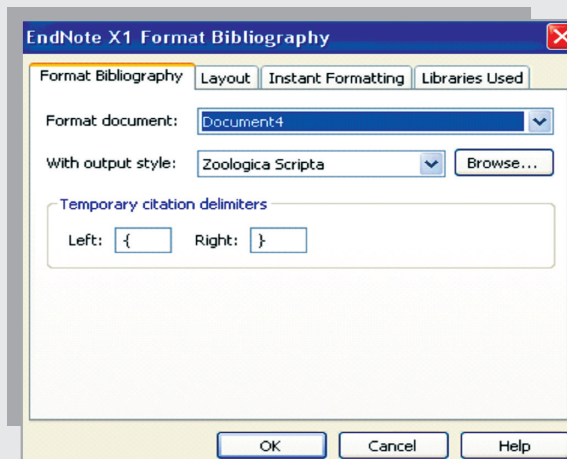 EndNote X1 Format Bibliography
Format Bibliography Layout Instant Formatting Libraries Used
Format document: Document4
With output style: Zoologica Scripta Browse...
Temporary citation delimiters
Left: { Right: }
OK Cancel Help